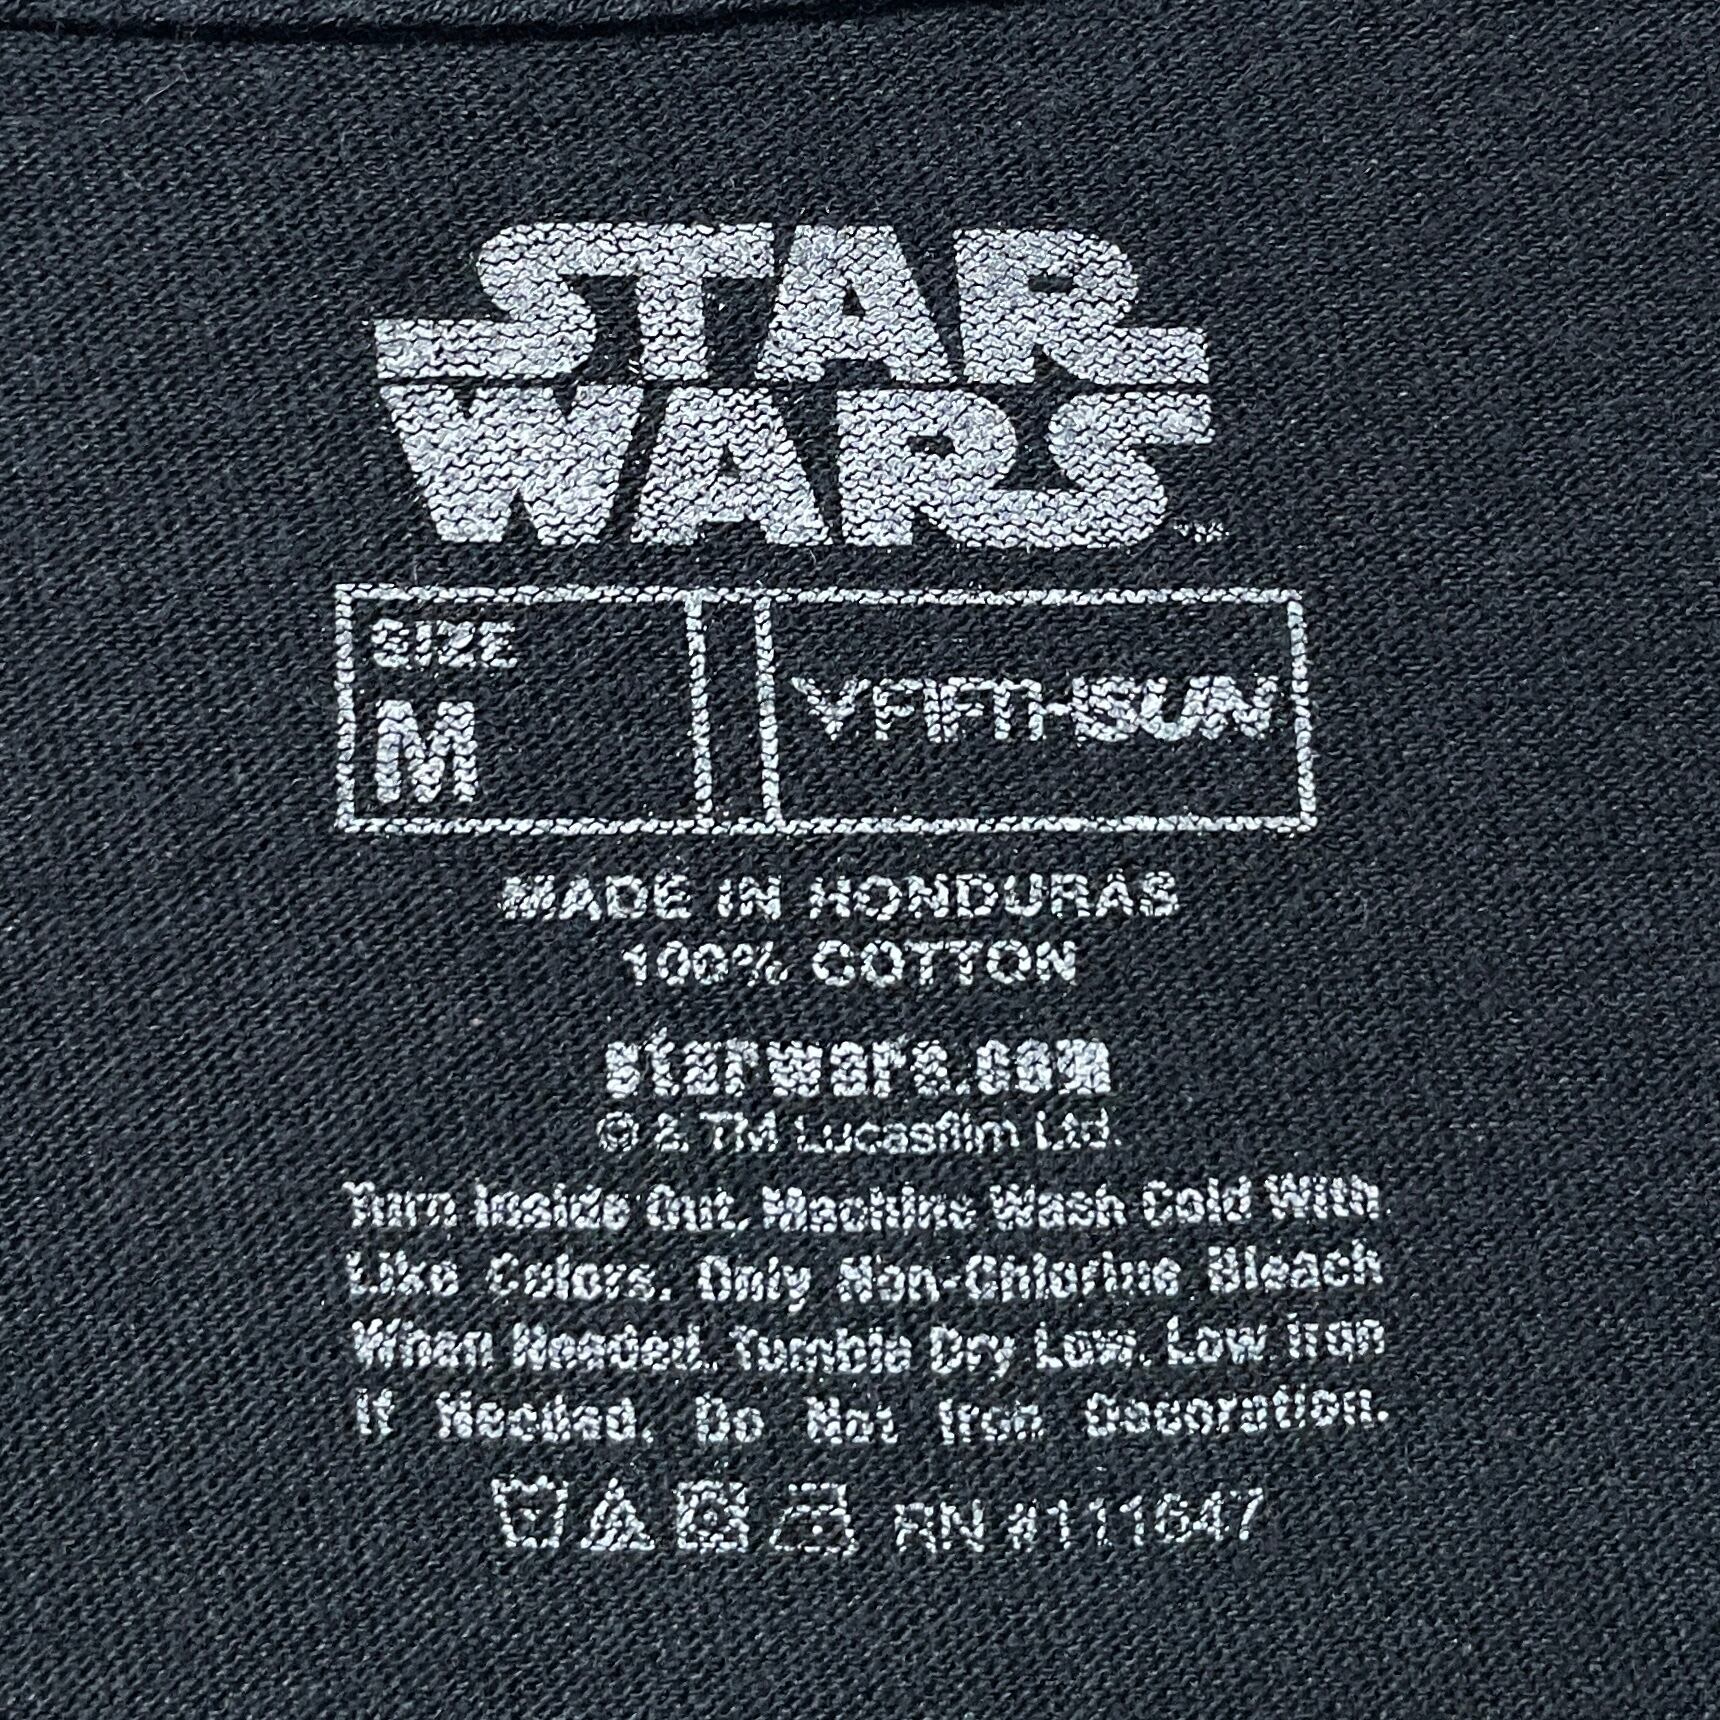 STAR
WARS
SIZE
M
FIFTHSUN
MADE IN HONDURAS
100% COTTON
starwars.com
© & TM Lucasfilm Ltd.
Turn Inside Out. Machine Wash Cold With
Like Colors. Only Non-Chlorine Bleach
When Needed. Tumble Dry Low. Low Iron
If Needed. Do Not Iron Decoration.
RN #111647